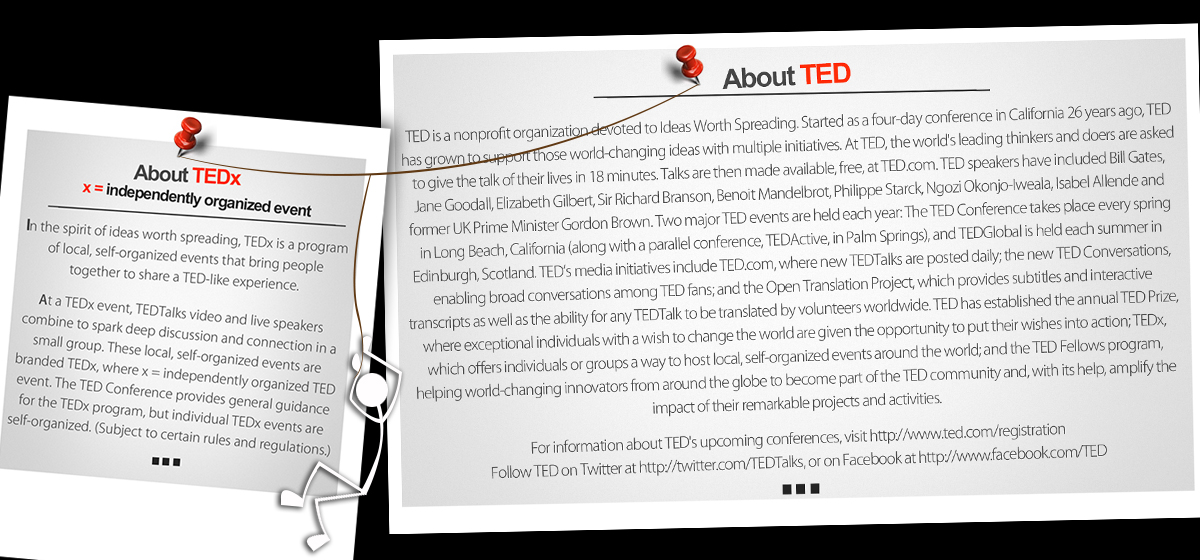 About TEDx
x = independently organized event
In the spirit of ideas worth spreading, TEDx is a program
of local, self-organized events that bring people
together to share a TED-like experience.
At a TEDx event, TEDTalks video and live speakers
combine to spark deep discussion and connection in a
small group. These local, self-organized events are
branded TEDx, where x = independently organized TED
event. The TED Conference provides general guidance
for the TEDx program, but individual TEDx events are
self-organized. (Subject to certain rules and regulations.)
About TED
TED is a nonprofit organization devoted to Ideas Worth Spreading. Started as a four-day conference in California 26 years ago, TED
has grown to support those world-changing ideas with multiple initiatives. At TED, the world's leading thinkers and doers are asked
to give the talk of their lives in 18 minutes. Talks are then made available, free, at TED.com. TED speakers have included Bill Gates,
Jane Goodall, Elizabeth Gilbert, Sir Richard Branson, Benoit Mandelbrot, Philippe Starck, Ngozi Okonjo-Iweala, Isabel Allende and
former UK Prime Minister Gordon Brown. Two major TED events are held each year: The TED Conference takes place every spring
in Long Beach, California (along with a parallel conference, TEDActive, in Palm Springs), and TEDGlobal is held each summer in
Edinburgh, Scotland. TED's media initiatives include TED.com, where new TEDTalks are posted daily; the new TED Conversations,
enabling broad conversations among TED fans; and the Open Translation Project, which provides subtitles and interactive
transcripts as well as the ability for any TEDTalk to be translated by volunteers worldwide. TED has established the annual TED Prize,
where exceptional individuals with a wish to change the world are given the opportunity to put their wishes into action; TEDx,
which offers individuals or groups a way to host local, self-organized events around the world; and the TED Fellows program,
helping world-changing innovators from around the globe to become part of the TED community and, with its help, amplify the
impact of their remarkable projects and activities.
For information about TED's upcoming conferences, visit http://www.ted.com/registration
Follow TED on Twitter at http://twitter.com/TEDTalks, or on Facebook at http://www.facebook.com/TED